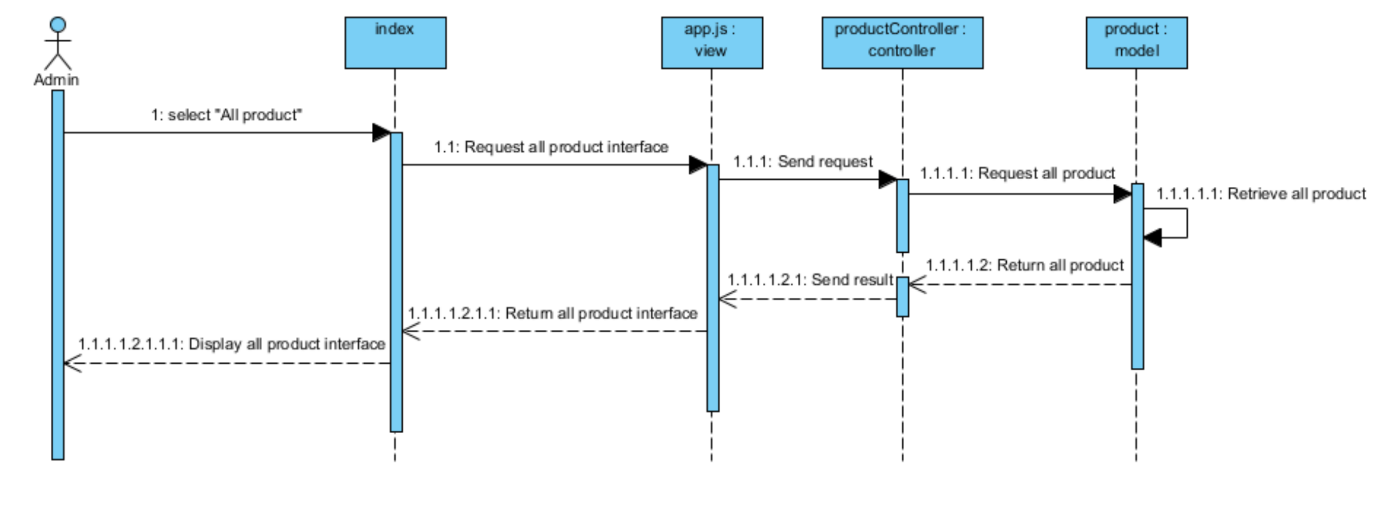 index
app.js :
view
productController :
controller
product :
model
Admin
1: select "All product"
1.1: Request all product interface
1.1.1: Send request
1.1.1.1: Request all product
1.1.1.1.1: Retrieve all product
1.1.1.1.2: Return all product
1.1.1.1.2.1: Send result
1.1.1.1.2.1.1: Return all product interface
1.1.1.1.2.1.1.1: Display all product interface